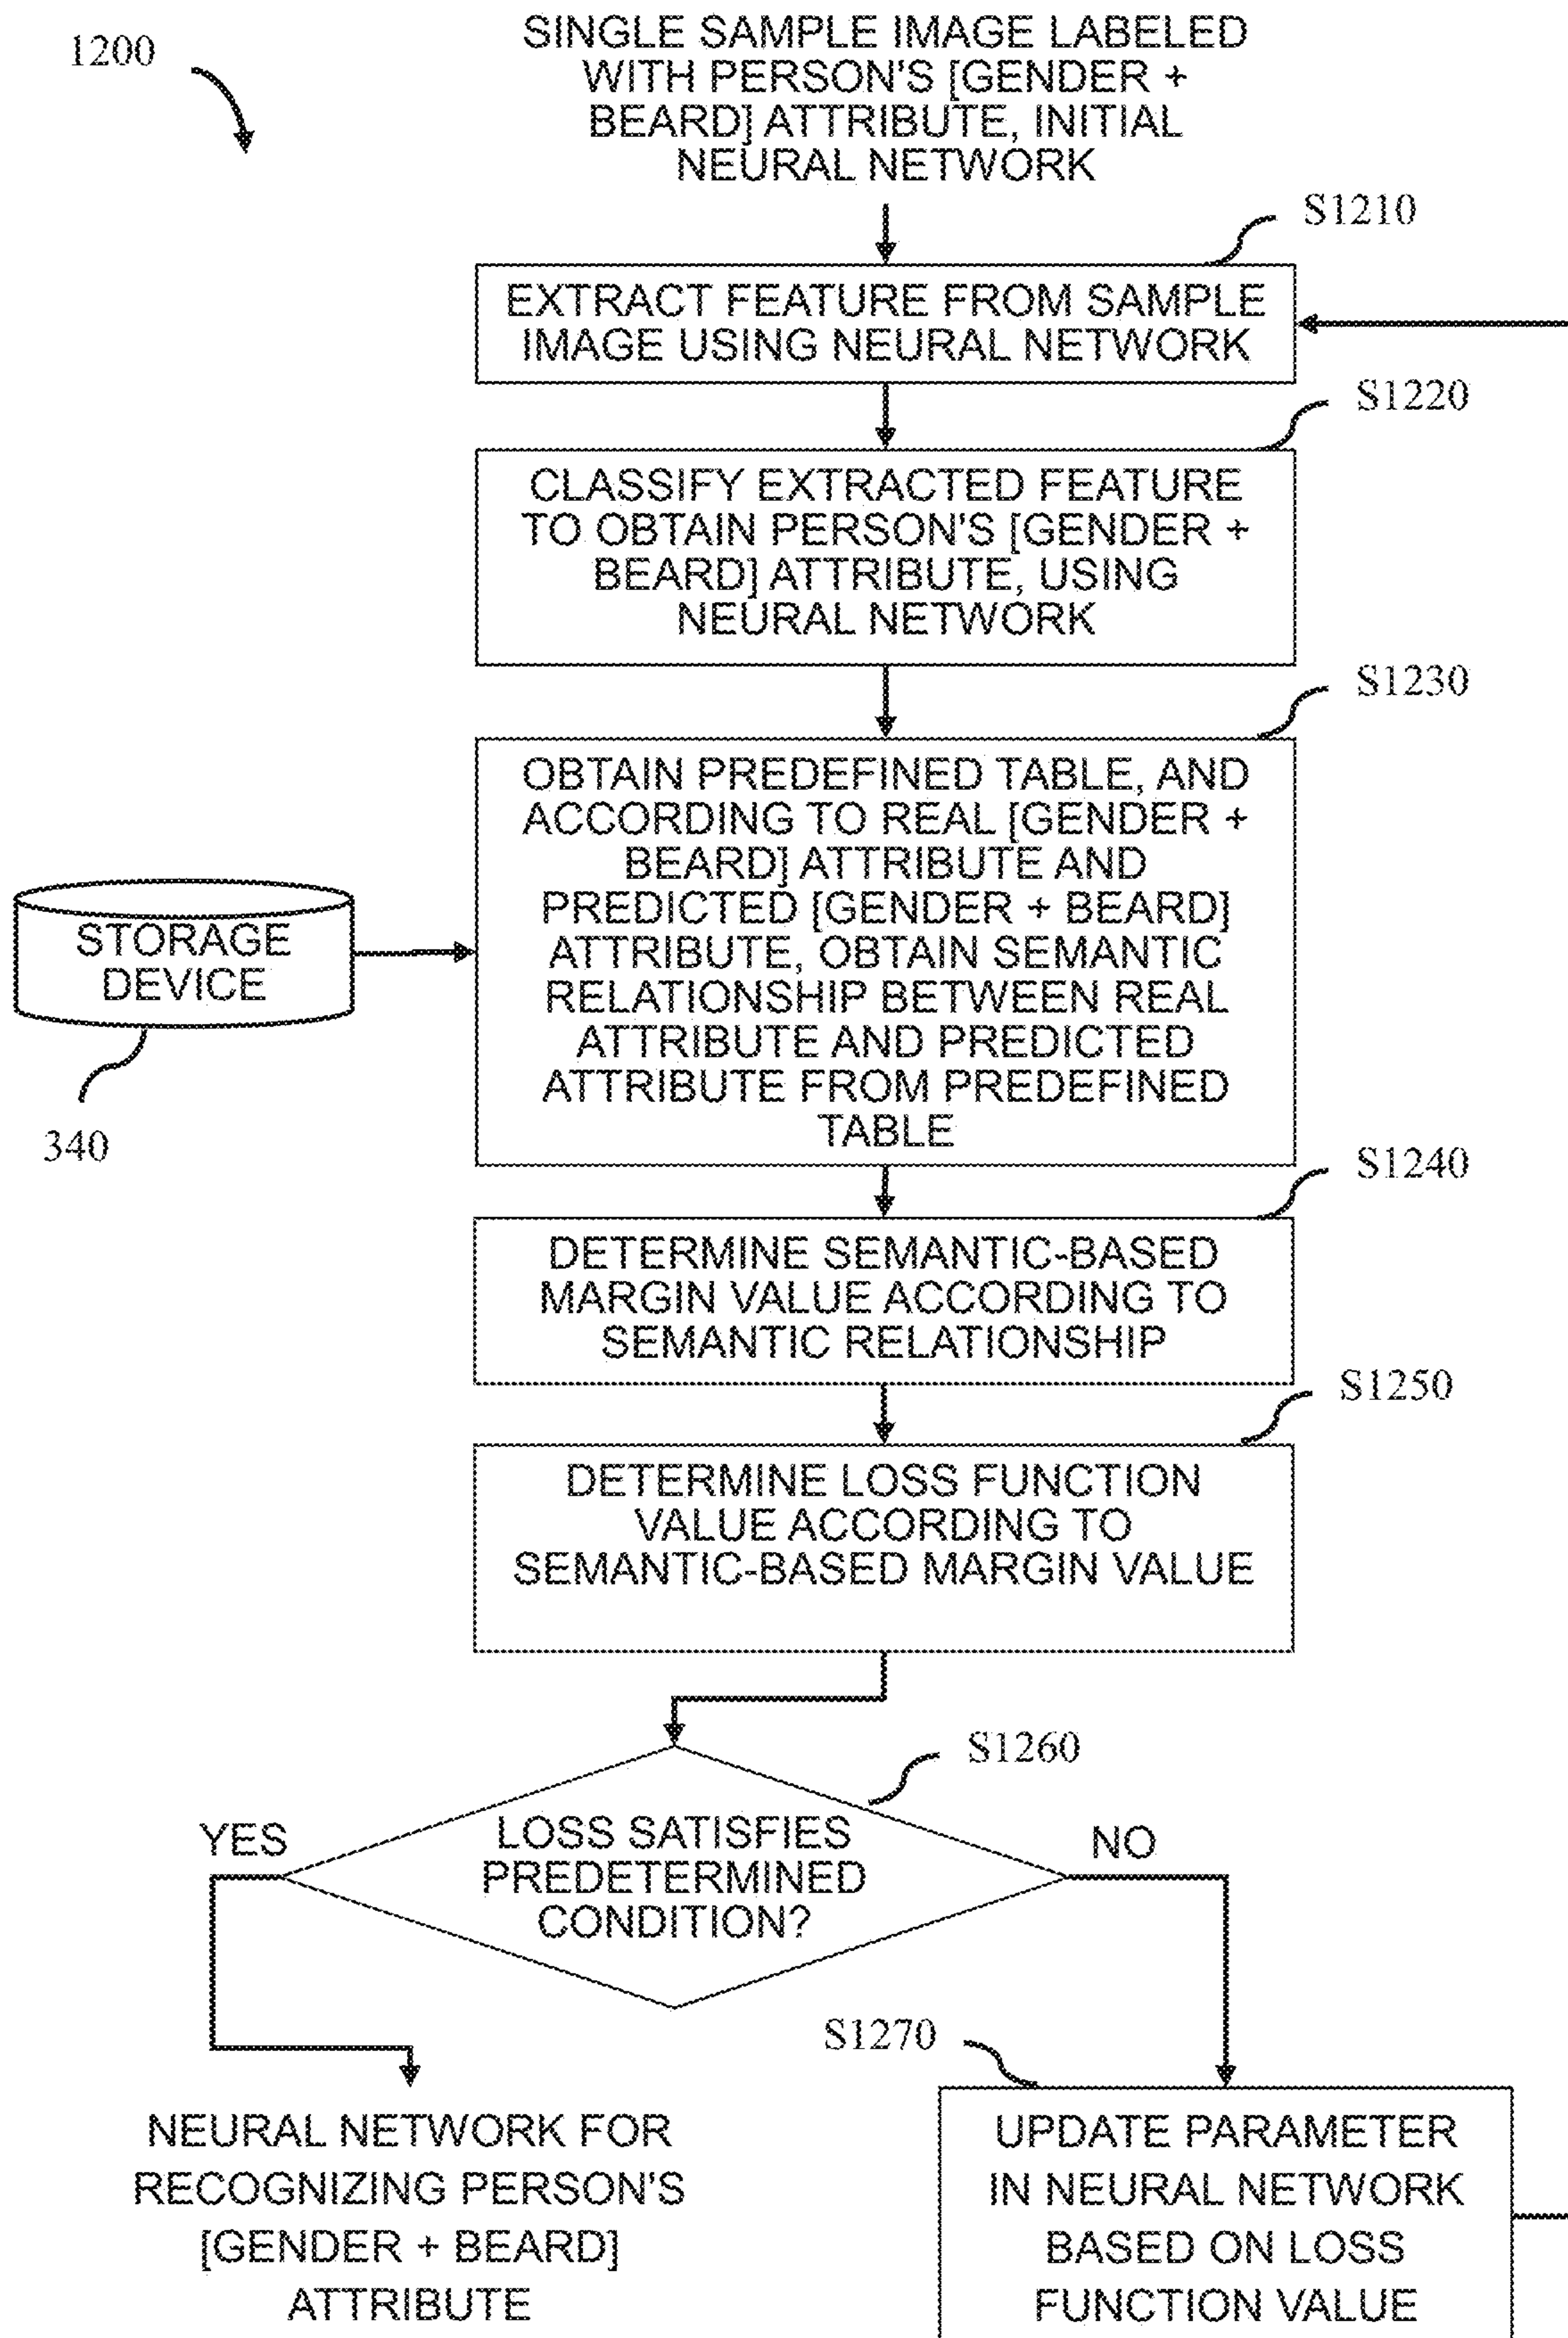 1200
SINGLE SAMPLE IMAGE LABELED
WITH PERSON'S [GENDER +
BEARD] ATTRIBUTE, INITIAL
NEURAL NETWORK
S1210
EXTRACT FEATURE FROM SAMPLE
IMAGE USING NEURAL NETWORK
S1220
CLASSIFY EXTRACTED FEATURE
TO OBTAIN PERSON'S [GENDER +
BEARD] ATTRIBUTE, USING
NEURAL NETWORK
S1230
OBTAIN PREDEFINED TABLE, AND
ACCORDING TO REAL [GENDER +
BEARD] ATTRIBUTE AND
PREDICTED [GENDER + BEARD]
ATTRIBUTE, OBTAIN SEMANTIC
RELATIONSHIP BETWEEN REAL
ATTRIBUTE AND PREDICTED
ATTRIBUTE FROM PREDEFINED
TABLE
STORAGE
DEVICE
340
S1240
DETERMINE SEMANTIC-BASED
MARGIN VALUE ACCORDING TO
SEMANTIC RELATIONSHIP
S1250
DETERMINE LOSS FUNCTION
VALUE ACCORDING TO
SEMANTIC-BASED MARGIN VALUE
S1260
LOSS SATISFIES
PREDETERMINED
CONDITION?
YES
NO
S1270
NEURAL NETWORK FOR
RECOGNIZING PERSON'S
[GENDER + BEARD]
ATTRIBUTE
UPDATE PARAMETER
IN NEURAL NETWORK
BASED ON LOSS
FUNCTION VALUE